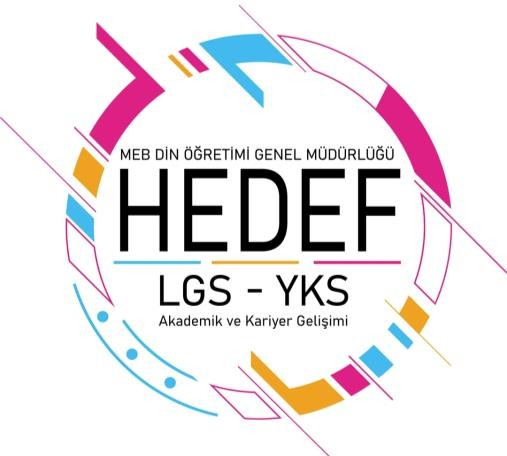 MEB DİN ÖĞRETİMİ GENEL MÜDÜRLÜĞÜ
HEDEF
LGS - YKS
Akademik ve Kariyer Gelişimi